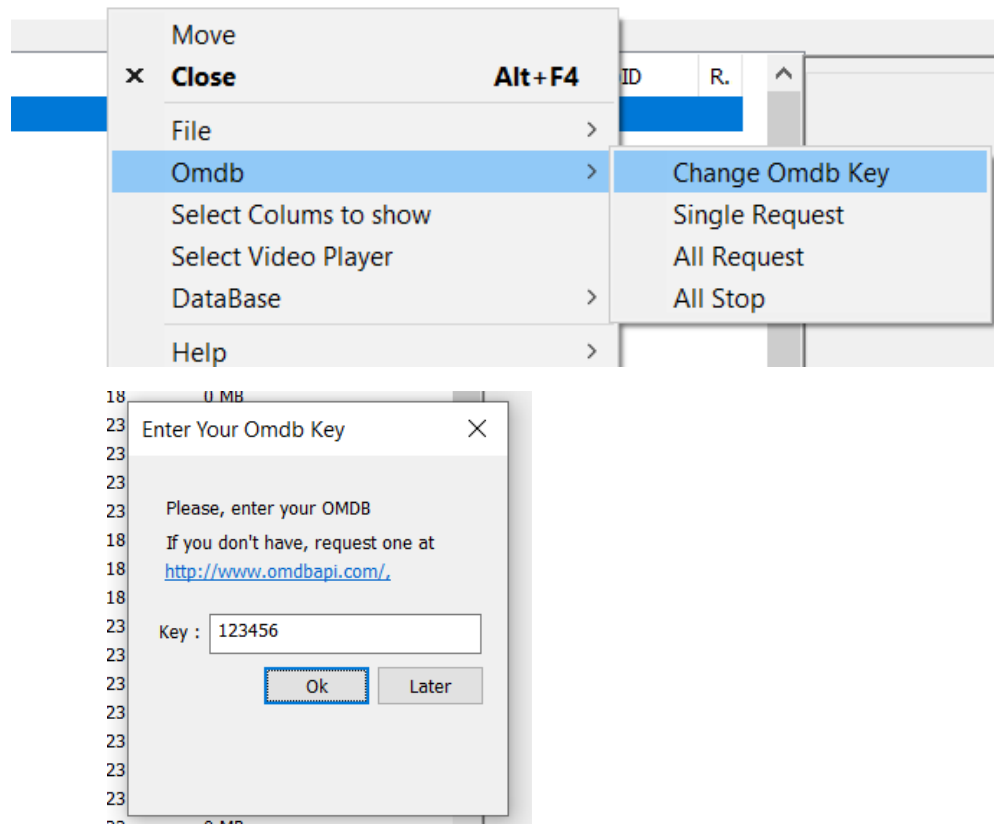 Move
× Close Alt+F4 ID R.
File >
Omdb > Change Omdb Key
Select Colums to show Single Request
Select Video Player All Request
DataBase > All Stop
Help >
18 0 MB
23 Enter Your Omdb Key ×
23
23
23 Please, enter your OMDB
18 If you don't have, request one at
18 http://www.omdbapi.com/,
18
23 Key : 123456
23
23 Ok Later
23
23
23
23